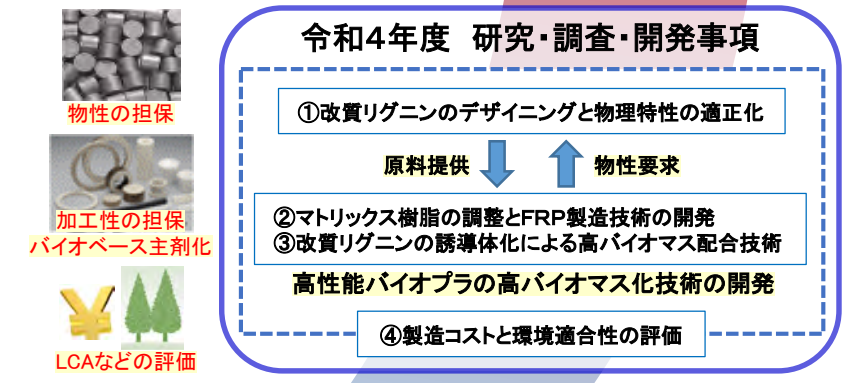 令和４年度　研究・調査・開発事項
物性の担保
①改質リグニンのデザイニングと物理特性の適正化
原料提供
物性要求
加工性の担保
バイオベース主剤化
②マトリックス樹脂の調整とFRP製造技術の開発
③改質リグニンの誘導体化による高バイオマス配合技術
高性能バイオプラの高バイオマス化技術の開発
LCAなどの評価
④製造コストと環境適合性の評価